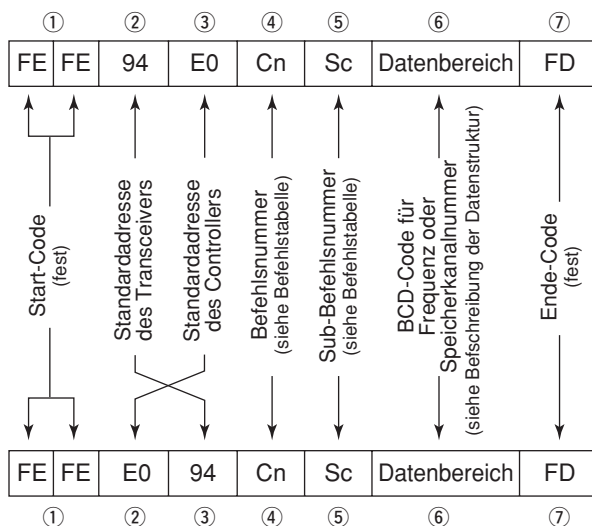 ① ② ③ ④ ⑤ ⑥ ⑦
FE FE 94 E0 Cn Sc Datenbereich FD
Start-Code
(fest)
Standardadresse
des Transceivers
Standardadresse
des Controllers
Befehlsnummer
(siehe Befehlstabelle)
Sub-Befehlsnummer
(siehe Befehlstabelle)
BCD-Code für
Frequenz oder
Speicherkanalnummer
(siehe Befschreibung der Datenstruktur)
Ende-Code
(fest)
FE FE E0 94 Cn Sc Datenbereich FD
① ② ③ ④ ⑤ ⑥ ⑦